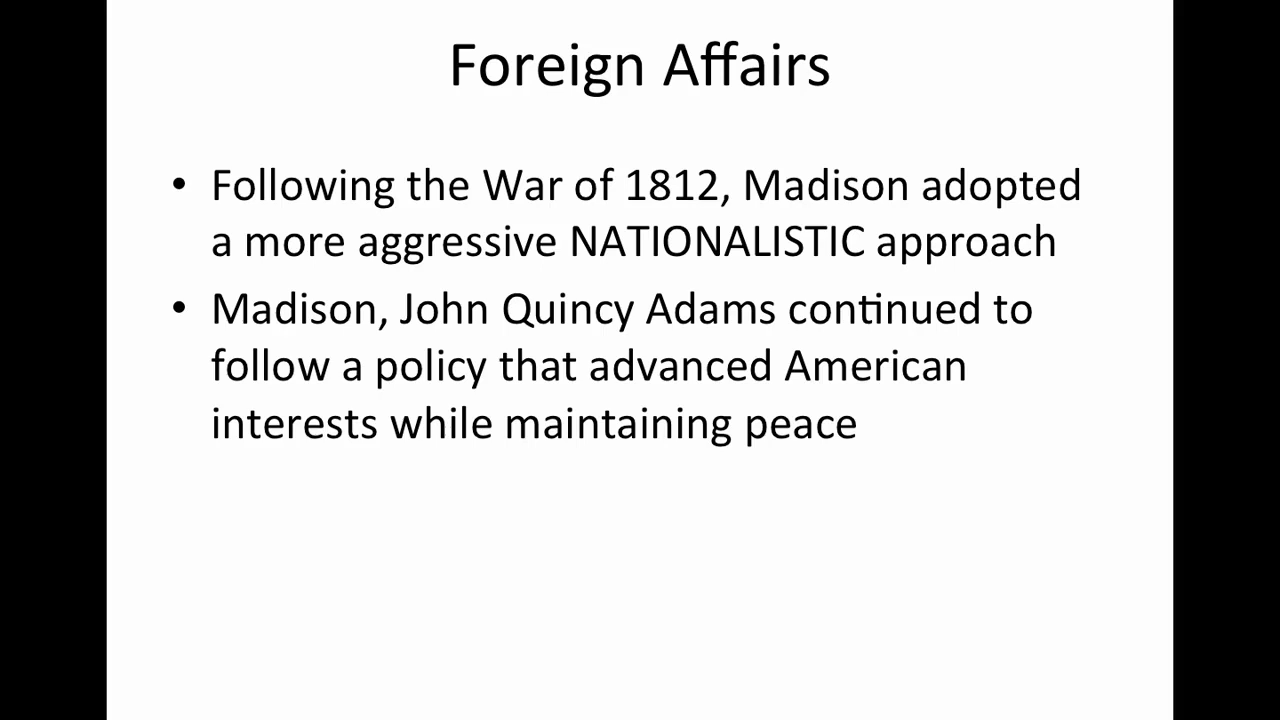 Foreign Affairs
• Following the War of 1812, Madison adopted
a more aggressive NATIONALISTIC approach
• Madison, John Quincy Adams continued to
follow a policy that advanced American
interests while maintaining peace